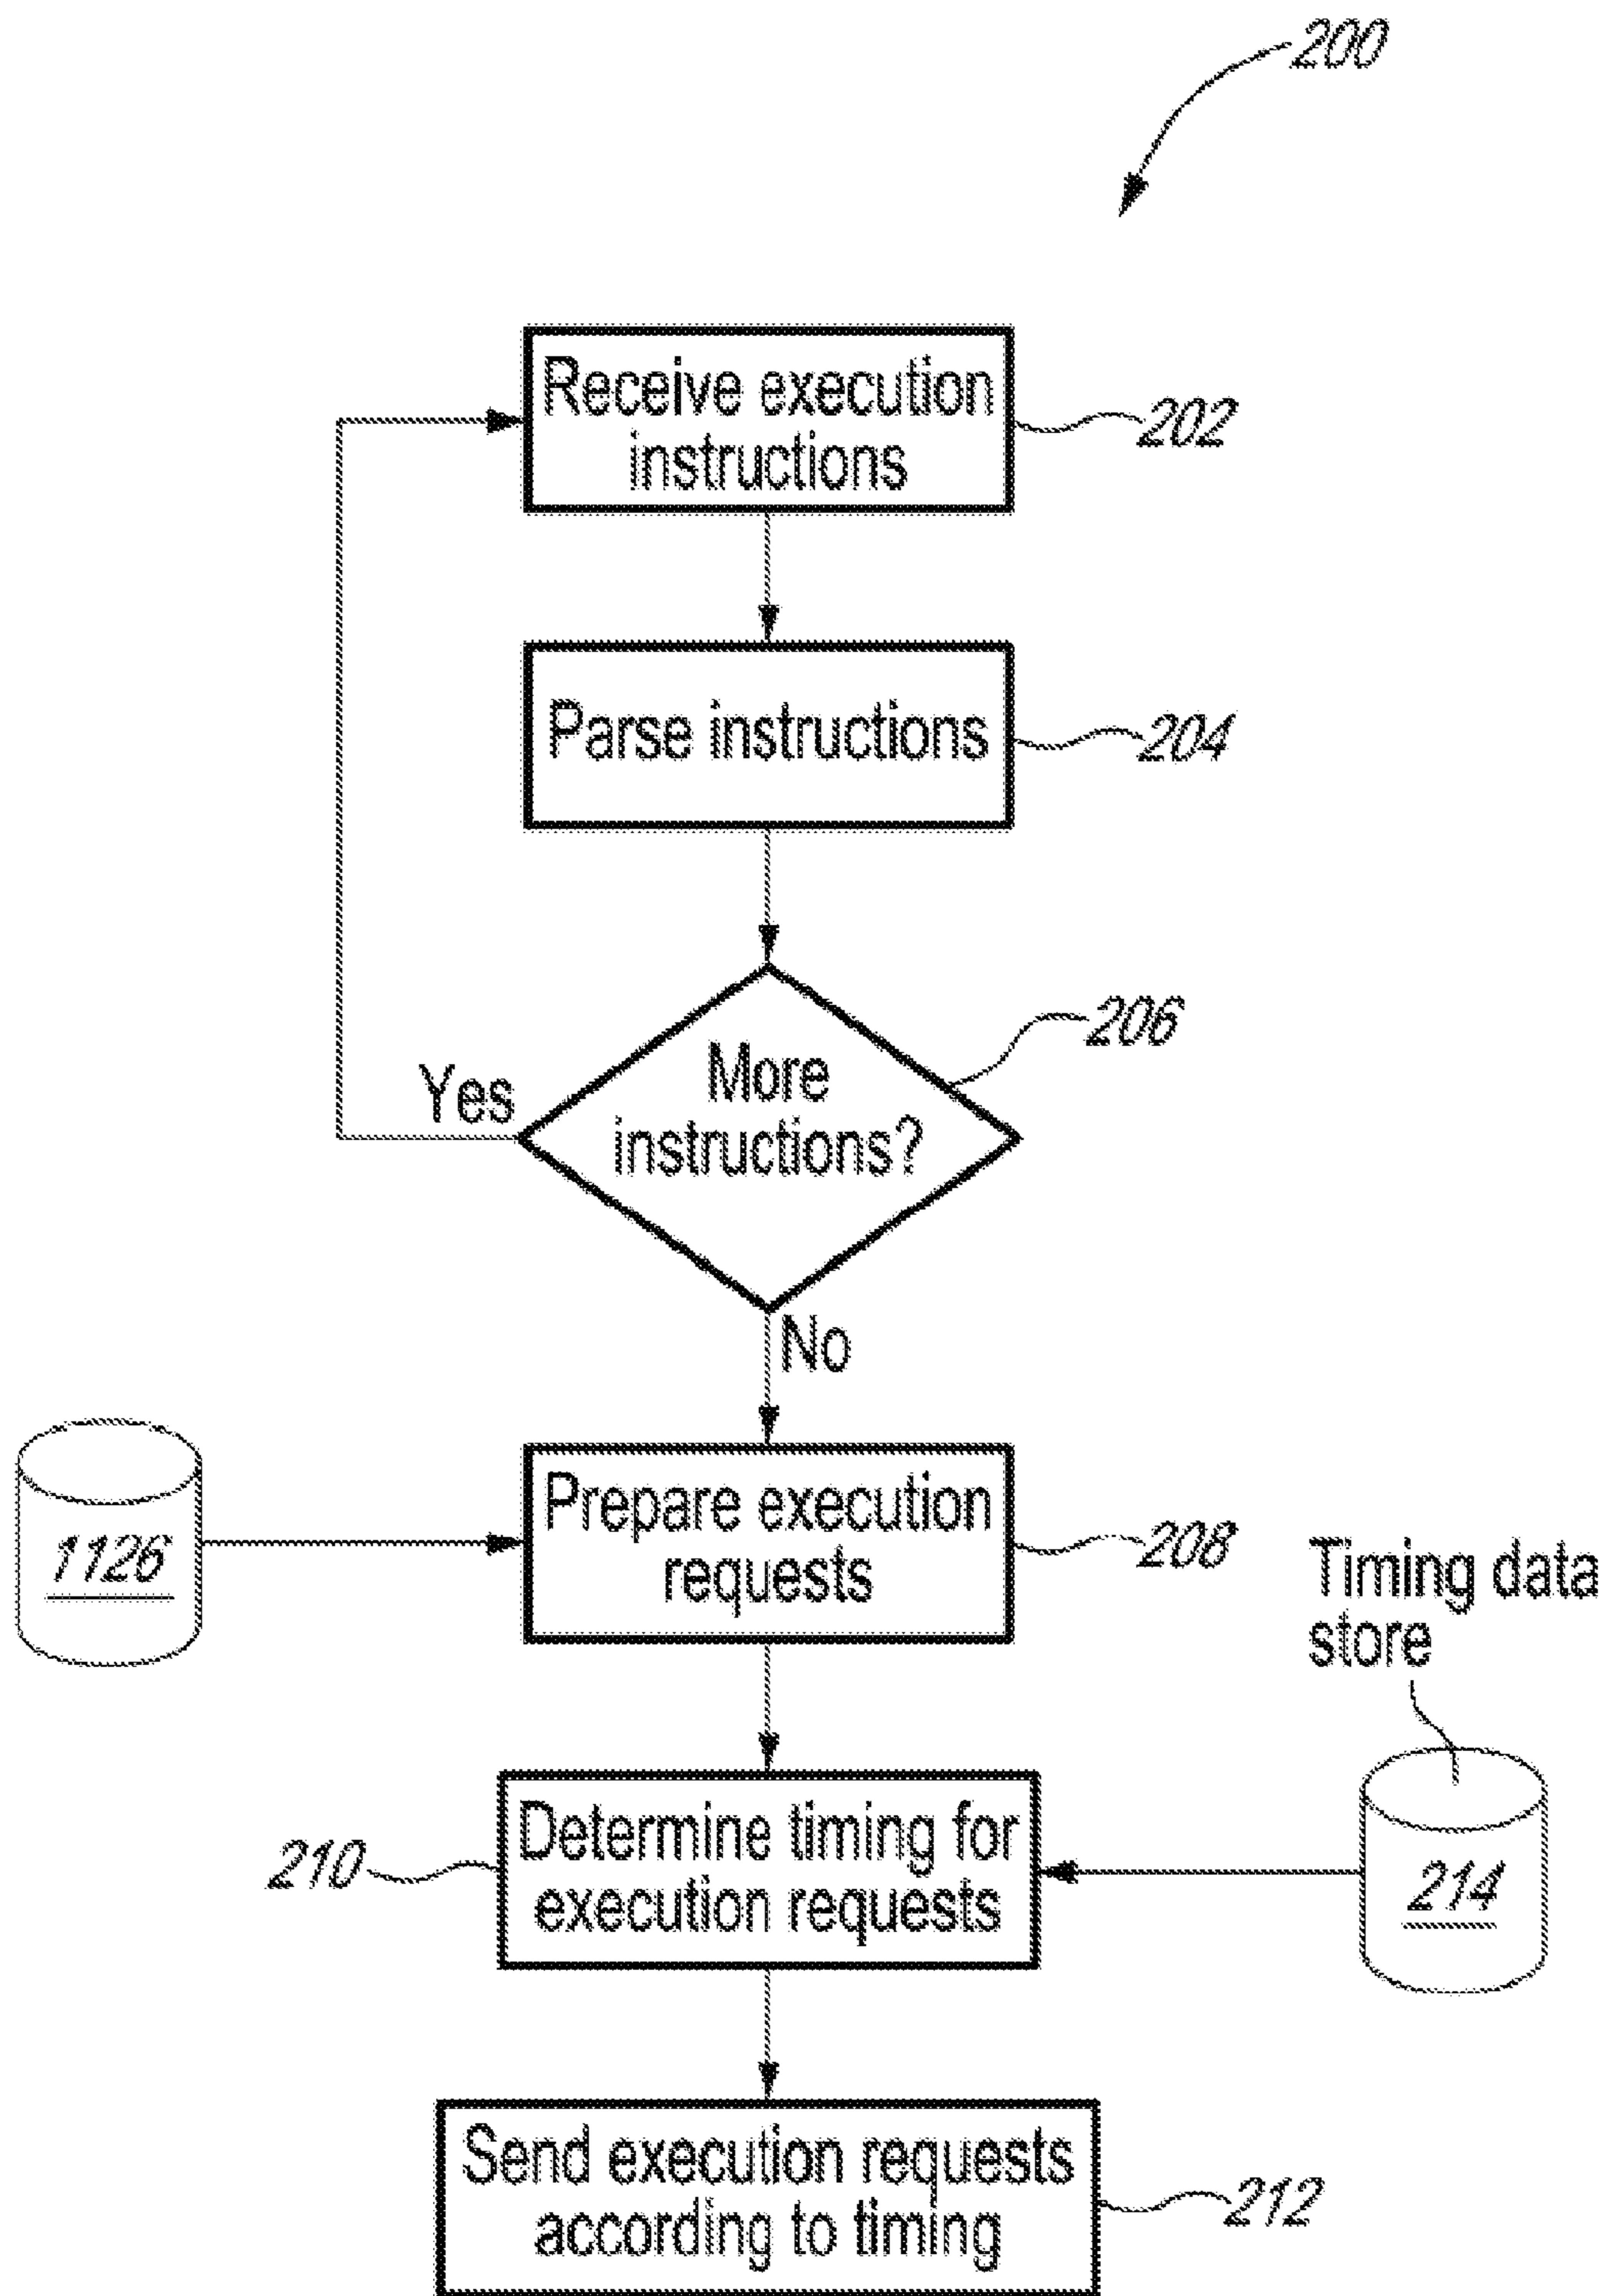 200
Receive execution
instructions
202
Parse instructions
204
206
More
instructions?
Yes
No
1126
Prepare execution
requests
208
Timing data
store
210
Determine timing for
execution requests
214
Send execution requests
according to timing
212